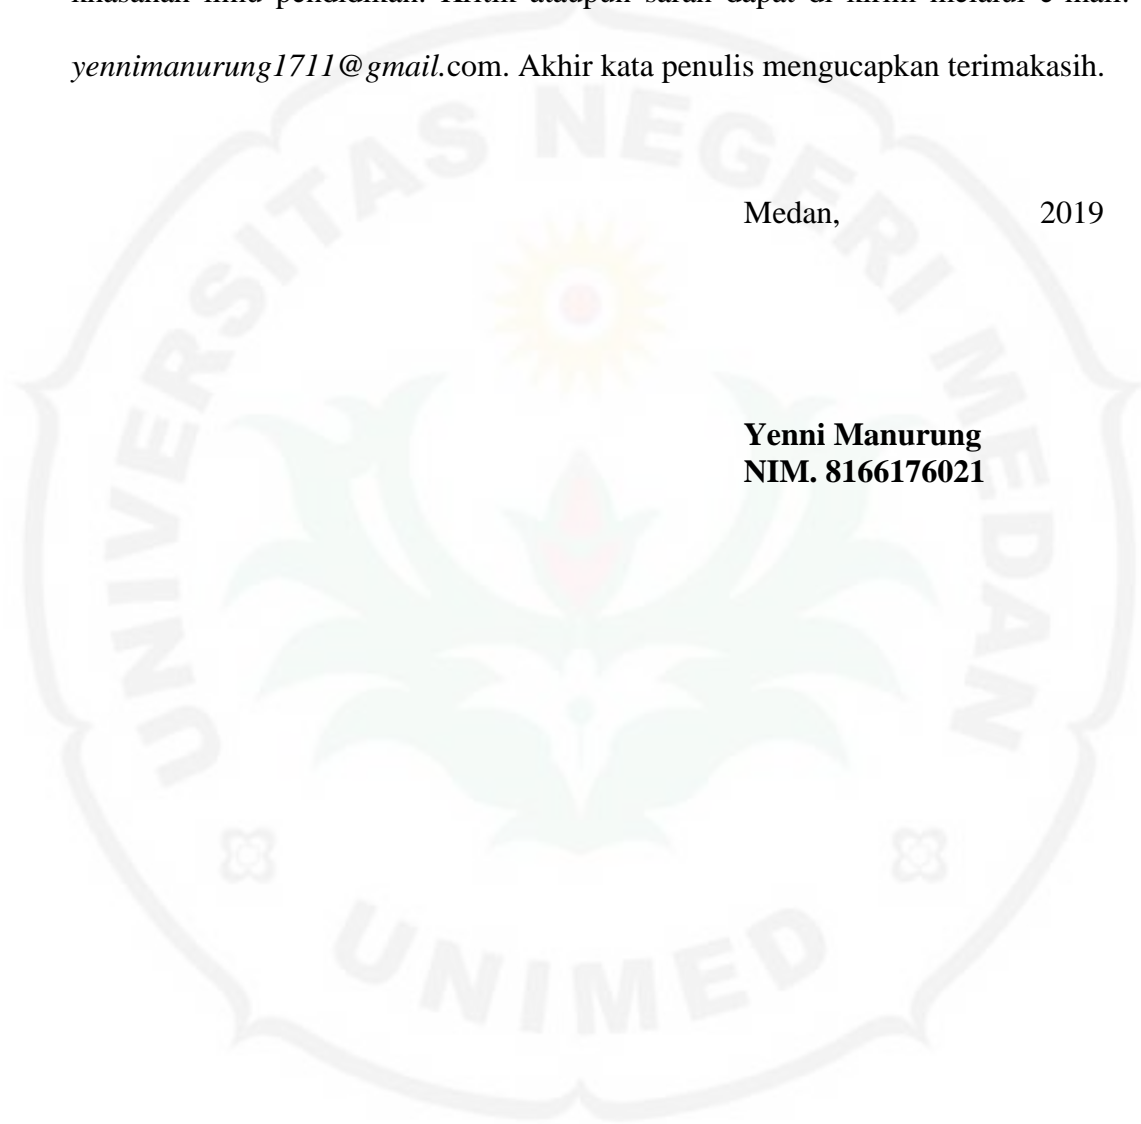 yennimanurung1711@gmail.com. Akhir kata penulis mengucapkan terimakasih.
Medan, 2019
Yenni Manurung
NIM. 8166176021
UNIVERSITAS NEGERI MEDAN
UNIMED